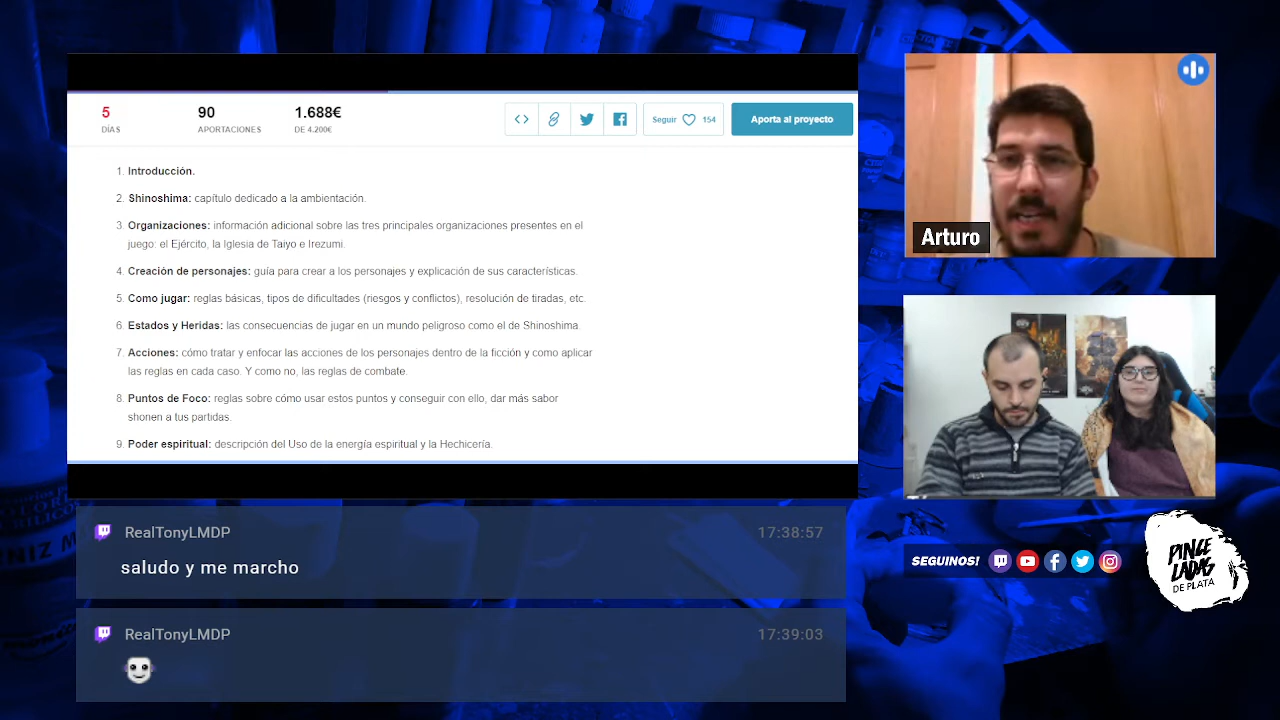 5
DÍAS
90
APORTACIONES
1.688€
DE 4.200€
Seguir 154
Aporta al proyecto
1. Introducción.
2. Shinoshima: capítulo dedicado a la ambientación.
3. Organizaciones: información adicional sobre las tres principales organizaciones presentes en el
juego: el Ejército, la Iglesia de Taiyo e Irezumi.
4. Creación de personajes: guía para crear a los personajes y explicación de sus características.
5. Como jugar: reglas básicas, tipos de dificultades (riesgos y conflictos), resolución de tiradas, etc.
6. Estados y Heridas: las consecuencias de jugar en un mundo peligroso como el de Shinoshima.
7. Acciones: cómo tratar y enfocar las acciones de los personajes dentro de la ficción y como aplicar
las reglas en cada caso. Y como no, las reglas de combate.
8. Puntos de Foco: reglas sobre cómo usar estos puntos y conseguir con ello, dar más sabor
shonen a tus partidas.
9. Poder espiritual: descripción del Uso de la energía espiritual y la Hechicería.
Arturo
RealTonyLMDP 17:38:57
saludo y me marcho
RealTonyLMDP 17:39:03
SEGUINOS!
PINCE
LADAS
DE PLATA